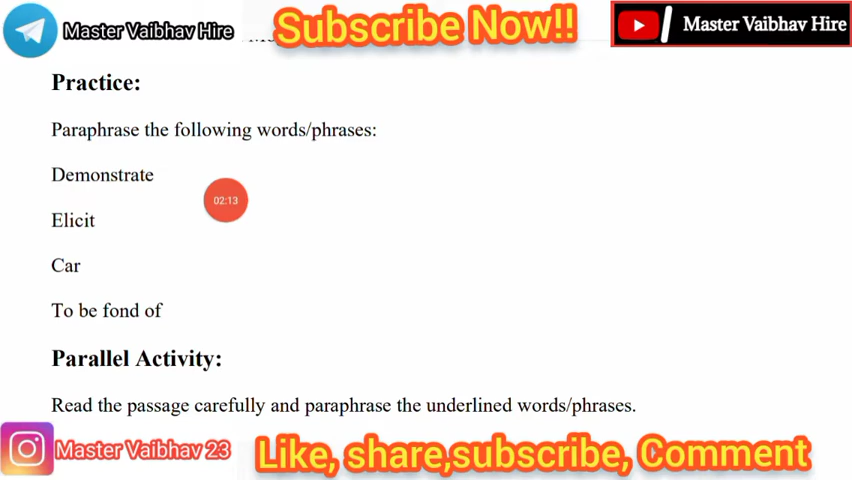 Master Vaibhav Hire
Subscribe Now!!
Master Vaibhav Hire
Practice:
Paraphrase the following words/phrases:
Demonstrate
02:13
Elicit
Car
To be fond of
Parallel Activity:
Read the passage carefully and paraphrase the underlined words/phrases.
Master Vaibhav 23
Like, share,subscribe, Comment